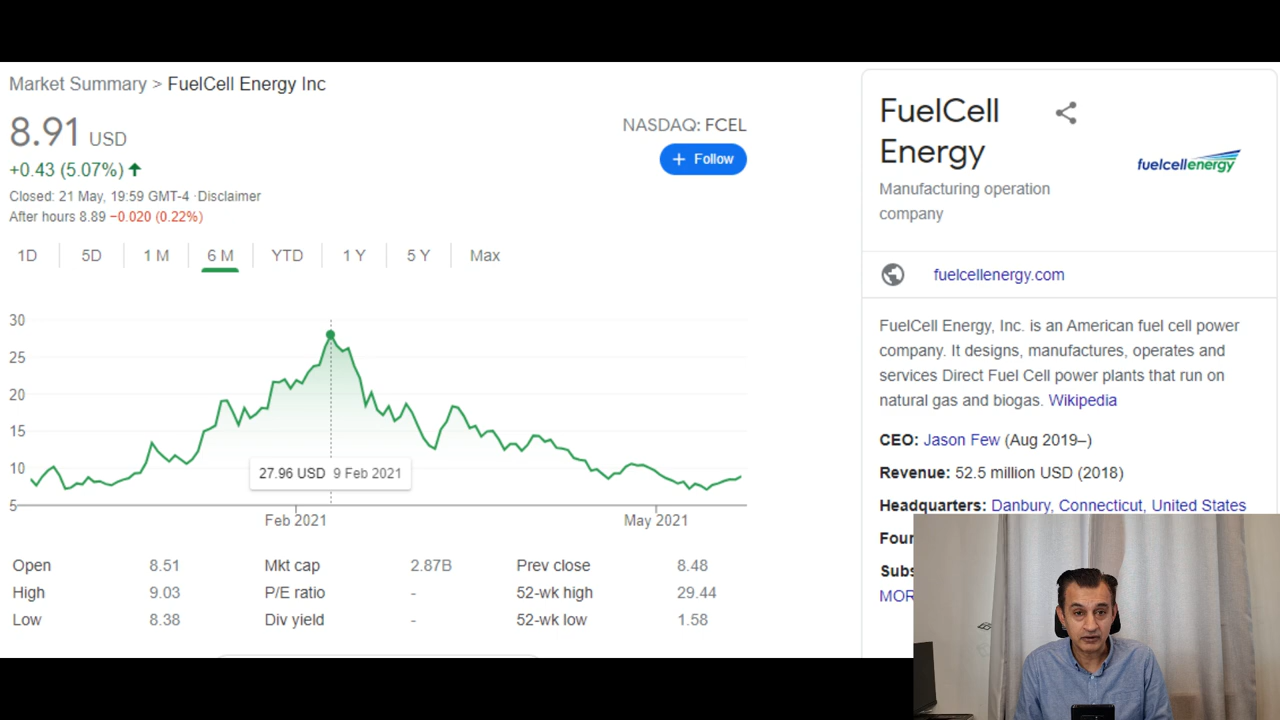 Market Summary > FuelCell Energy Inc
8.91 USD
+0.43 (5.07%)
Closed: 21 May, 19:59 GMT-4 · Disclaimer
After hours 8.89 −0.020 (0.22%)
NASDAQ: FCEL
+ Follow
1D 5D 1 M 6 M YTD 1 Y 5 Y Max
30
25
20
15
10
5
27.96 USD 9 Feb 2021
Feb 2021 May 2021
Open 8.51 Mkt cap 2.87B Prev close 8.48
High 9.03 P/E ratio - 52-wk high 29.44
Low 8.38 Div yield - 52-wk low 1.58
FuelCell
Energy
fuelcellenergy
Manufacturing operation
company
fuelcellenergy.com
FuelCell Energy, Inc. is an American fuel cell power
company. It designs, manufactures, operates and
services Direct Fuel Cell power plants that run on
natural gas and biogas. Wikipedia
CEO: Jason Few (Aug 2019–)
Revenue: 52.5 million USD (2018)
Headquarters: Danbury, Connecticut, United States
Foun
Subs
MOR